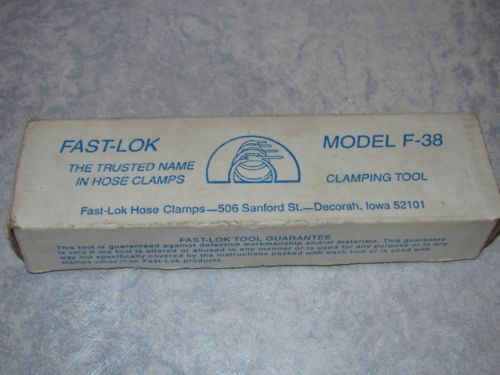 FAST-LOK
THE TRUSTED NAME
IN HOSE CLAMPS
MODEL F-38
CLAMPING TOOL
Fast-Lok Hose Clamps—506 Sanford St.—Decorah, Iowa 52101
FAST-LOK TOOL GUARANTEE
This tool is guaranteed against defective workmanship and/or materials. This guarantee
is void if the tool is altered or abused in any manner or is used for any purpose or in any
way not specifically covered by the instructions packed with each tool or is used with
clamps other than Fast-Lok products.